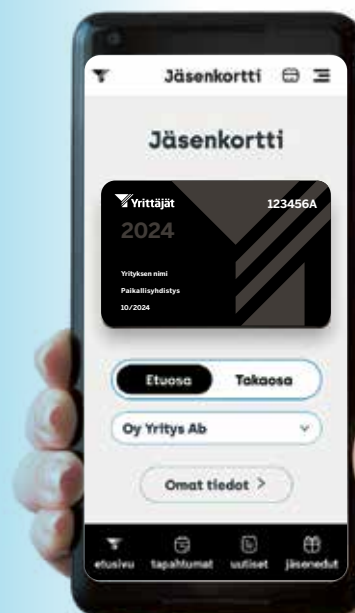 Jäsenkortti
Jäsenkortti
Yrittäjät 123456A
2024
Yrityksen nimi
Paikallisyhdistys
10/2024
Etuosa Takaosa
Oy Yritys Ab
Omat tiedot >
etusivu tapahtumat uutiset jäsenedut